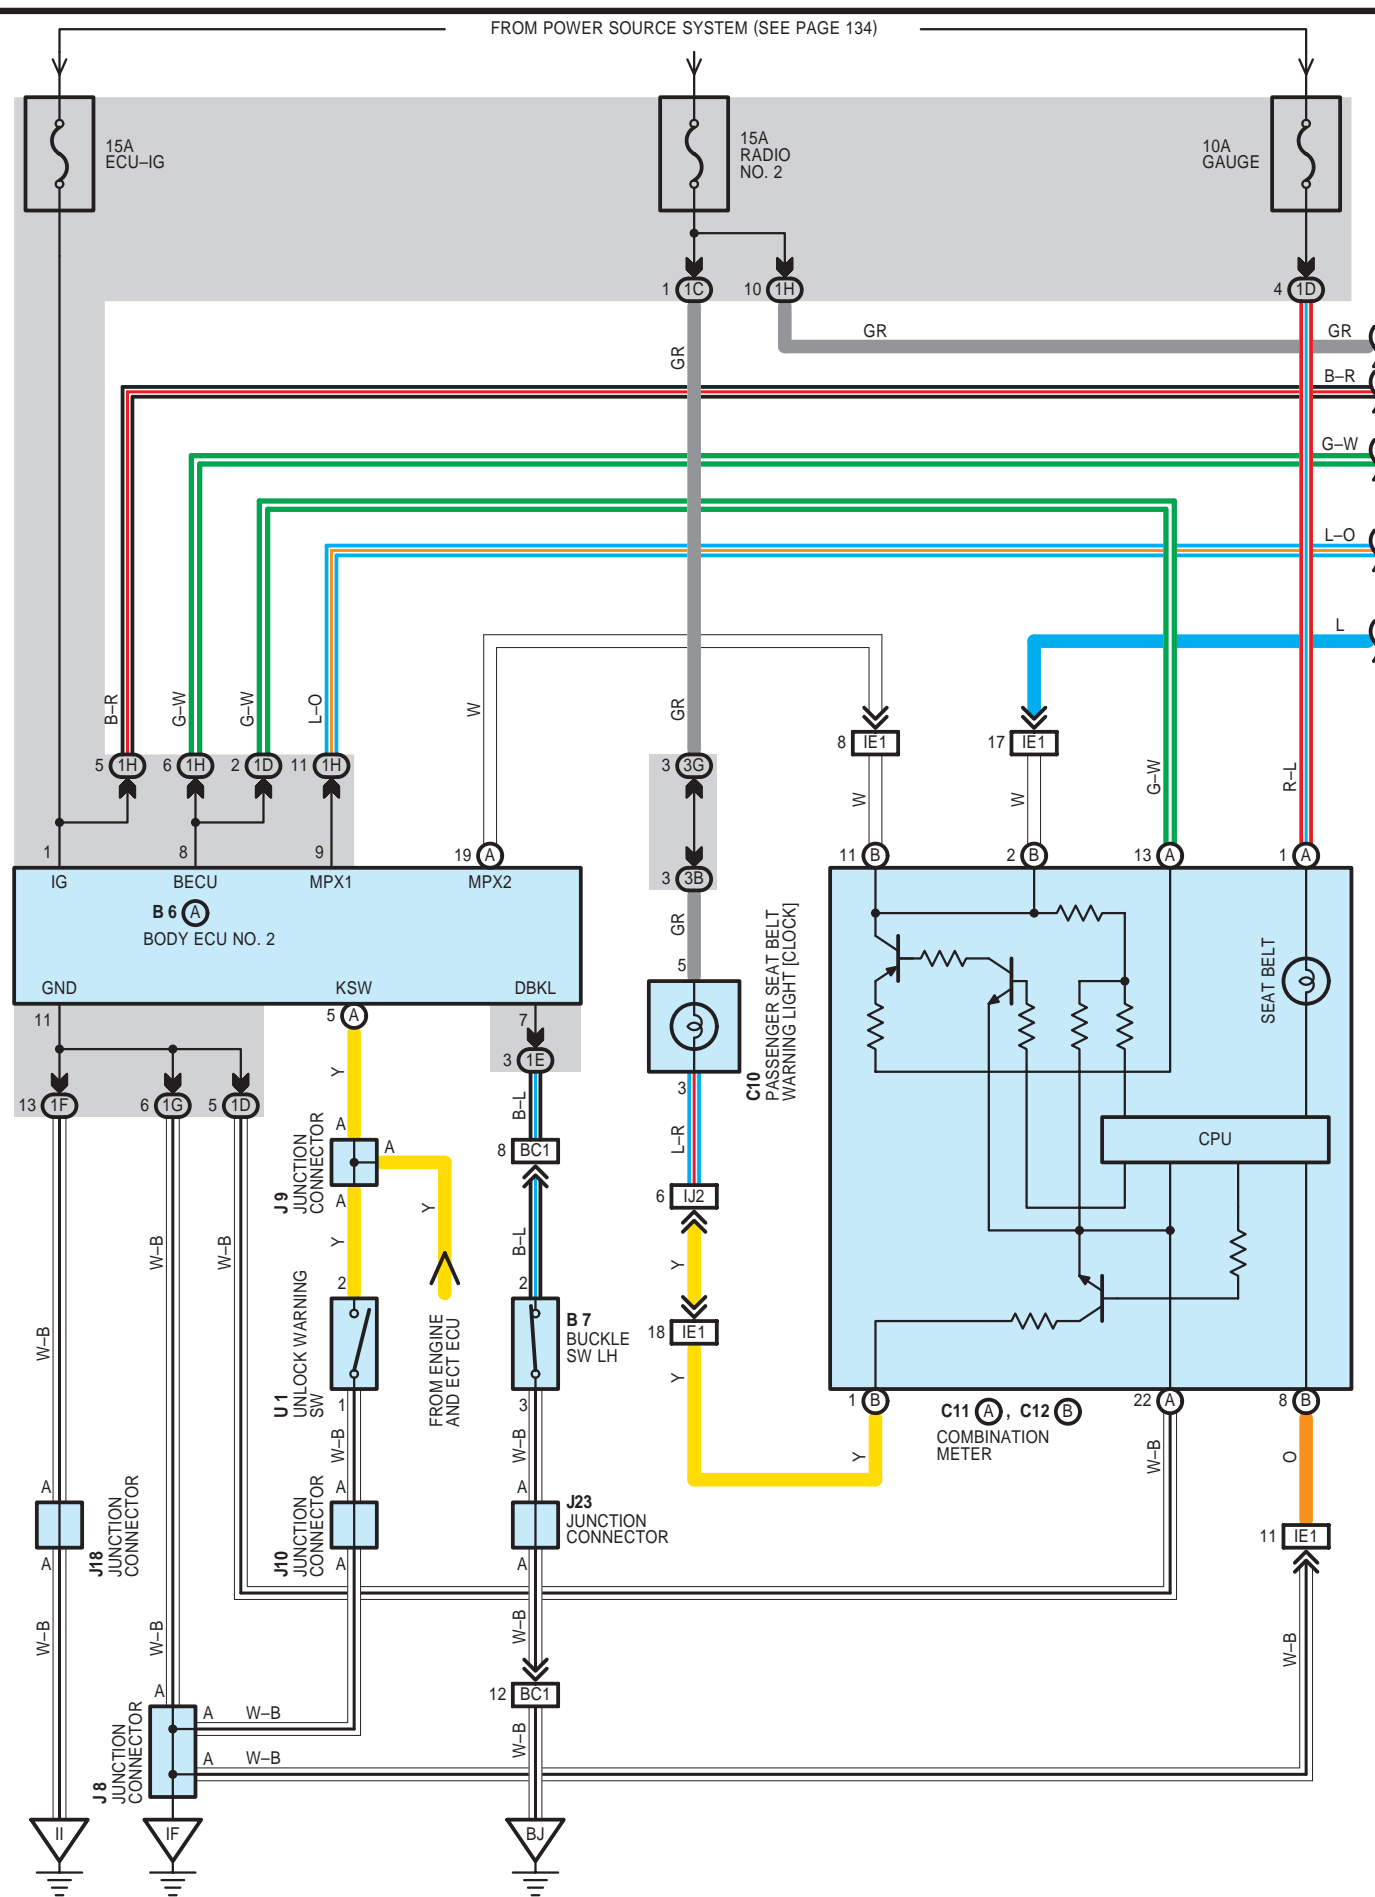 FROM POWER SOURCE SYSTEM (SEE PAGE 134)
15A
ECU–IG
15A
RADIO
NO. 2
10A
GAUGE
1 1C
10 1H
4 1D
GR
GR
GR
B–R
G–W
L–O
L
B–R
G–W
G–W
L–O
W
GR
5 1H
6 1H
2 1D
11 1H
3 3G
8 IE1
17 IE1
W
W
G–W
R–L
1
8
9
19 A
3 3B
11 B
2 B
13 A
1 A
IG
BECU
MPX1
MPX2
B 6 A
BODY ECU NO. 2
GND
KSW
DBKL
GR
5
C10
PASSENGER SEAT BELT
WARNING LIGHT [CLOCK]
3
SEAT BELT
CPU
11
5 A
7
3 1E
13 1F
6 1G
5 1D
Y
B–L
L–R
A
A
A
J 9
JUNCTION
CONNECTOR
8 BC1
6 IJ2
Y
Y
B–L
Y
W–B
W–B
W–B
2
2
U 1
UNLOCK WARNING
SW
1
FROM ENGINE
AND ECT ECU
B 7
BUCKLE
SW LH
3
18 IE1
Y
1 B
C11 A , C12 B
COMBINATION
METER
22 A
8 B
Y
W–B
O
W–B
W–B
A
A
J18
JUNCTION
CONNECTOR
A
A
J10
JUNCTION
CONNECTOR
A
A
J23
JUNCTION
CONNECTOR
11 IE1
W–B
W–B
W–B
W–B
12 BC1
W–B
A
A W–B
A W–B
J 8
JUNCTION
CONNECTOR
II
IF
BJ